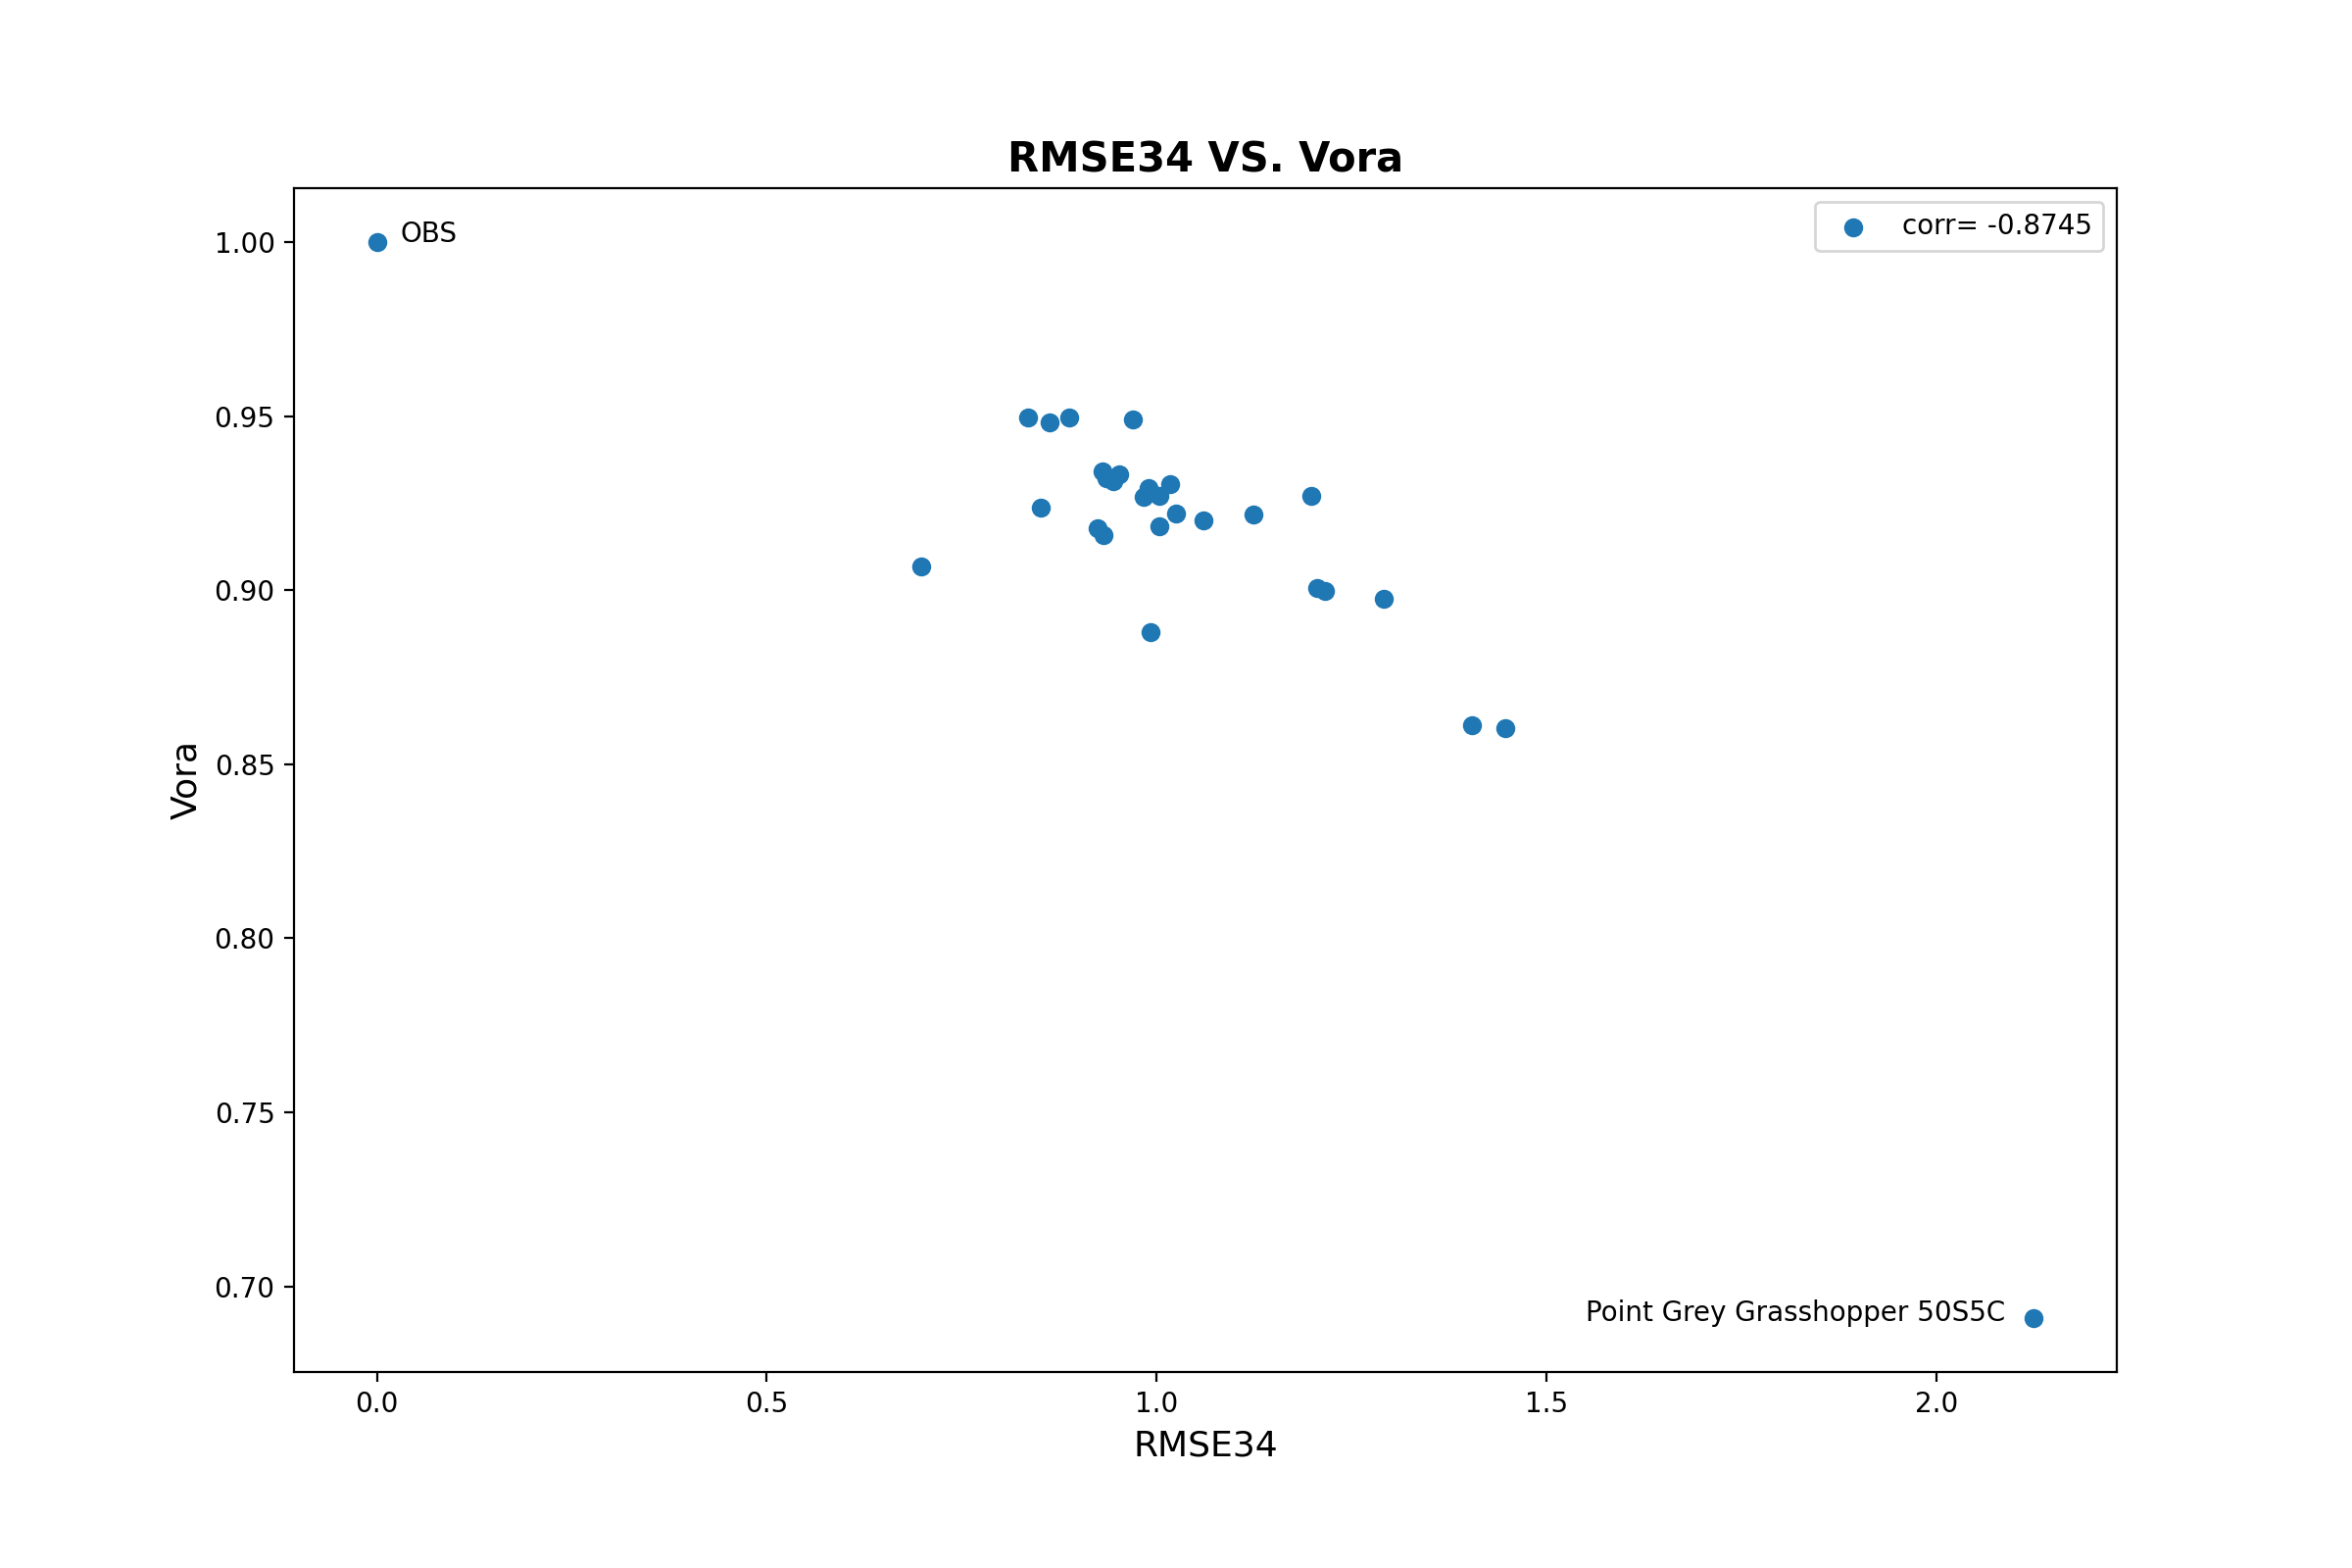 RMSE34 VS. Vora
OBS
corr= -0.8745
1.00
0.95
0.90
0.85
0.80
0.75
0.70
Vora
Point Grey Grasshopper 50S5C
0.0 0.5 1.0 1.5 2.0
RMSE34